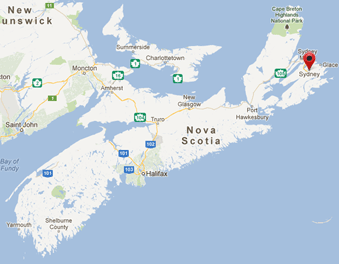 New
unswick
Cape Breton
Highlands
National Park
Summerside
Charlottetown
Sydney
Glace
Sydney
Moncton
Amherst
New
Glasgow
Port
Hawkesbury
Truro
Nova
Scotia
Saint John
Bay of
Fundy
102
101
103
101
Halifax
Yarmouth
Shelburne
County